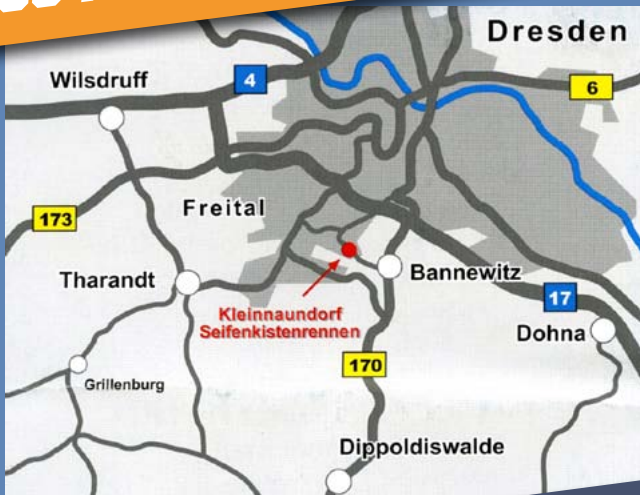 Dresden
Wilsdruff
4
6
173
Freital
Tharandt
Bannewitz
Kleinnaundorf
Seifenkistenrennen
17
Dohna
170
Grillenburg
Dippoldiswalde